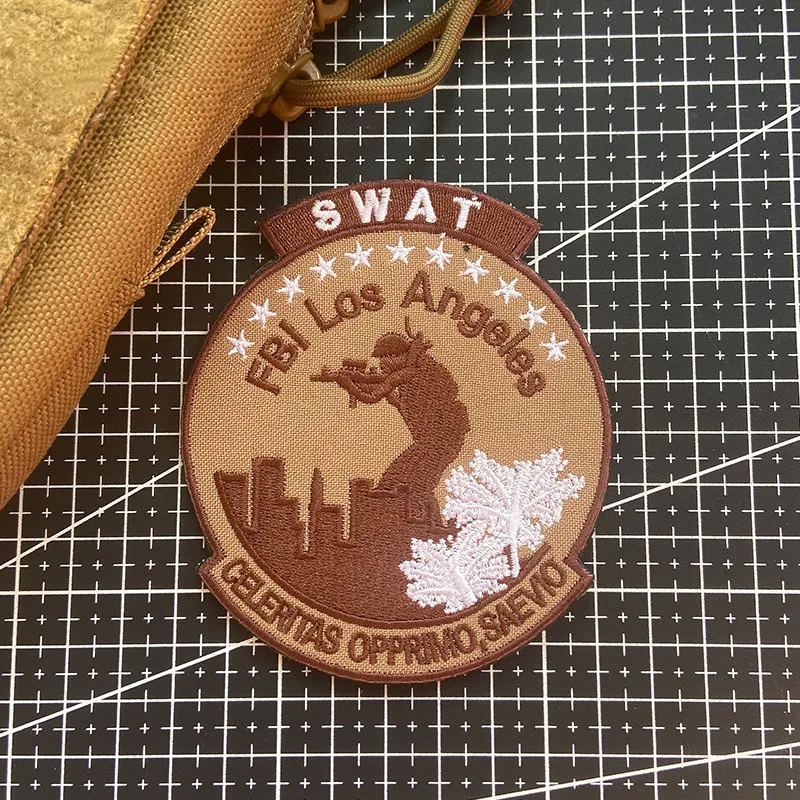 SWAT
FBI Los Angeles
CELERITAS OPPRIMO, SAEVIO